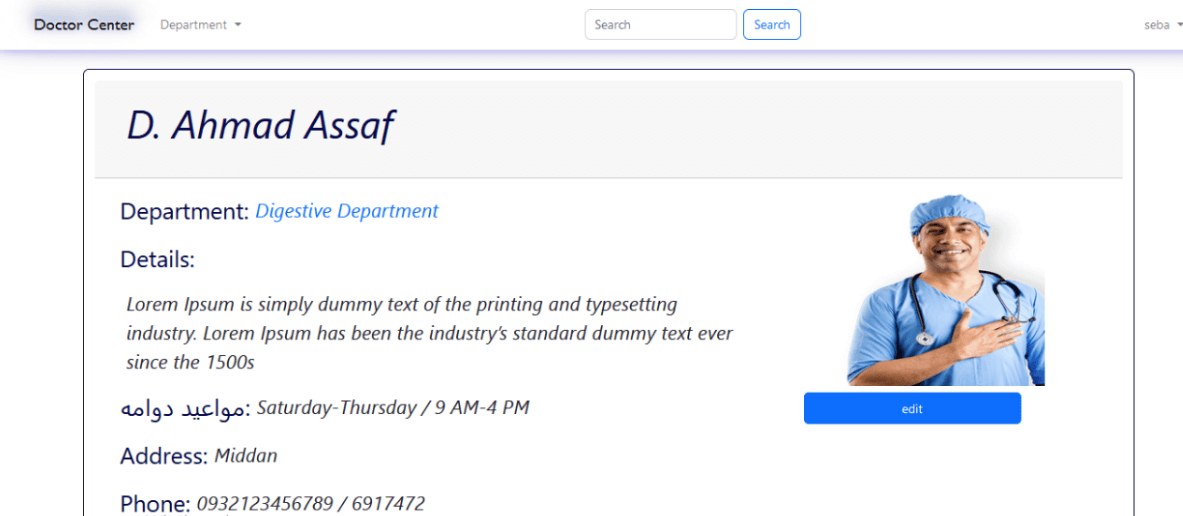 Doctor Center Department Search Search seba
D. Ahmad Assaf
Department: Digestive Department
Details:
Lorem Ipsum is simply dummy text of the printing and typesetting
industry. Lorem Ipsum has been the industry's standard dummy text ever
since the 1500s
مواعيد دوامه: Saturday-Thursday / 9 AM-4 PM
edit
Address: Middan
Phone: 0932123456789 / 6917472